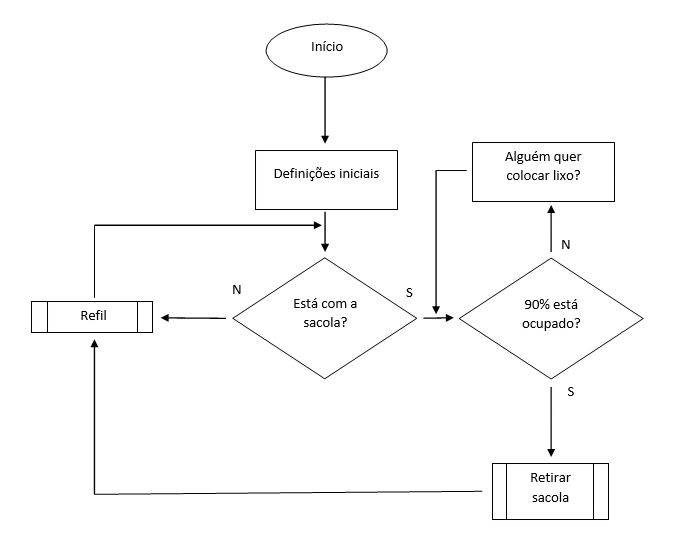 Início
Definições iniciais
Alguém quer
colocar lixo?
N
N
S
Está com a
sacola?
90% está
ocupado?
Refil
S
Retirar
sacola